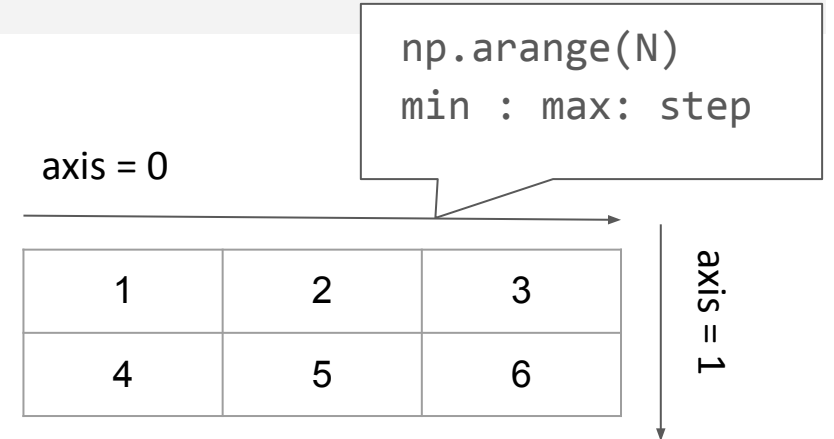 np.arange(N)
min : max: step
axis = 0
1 2 3
4 5 6
axis = 1